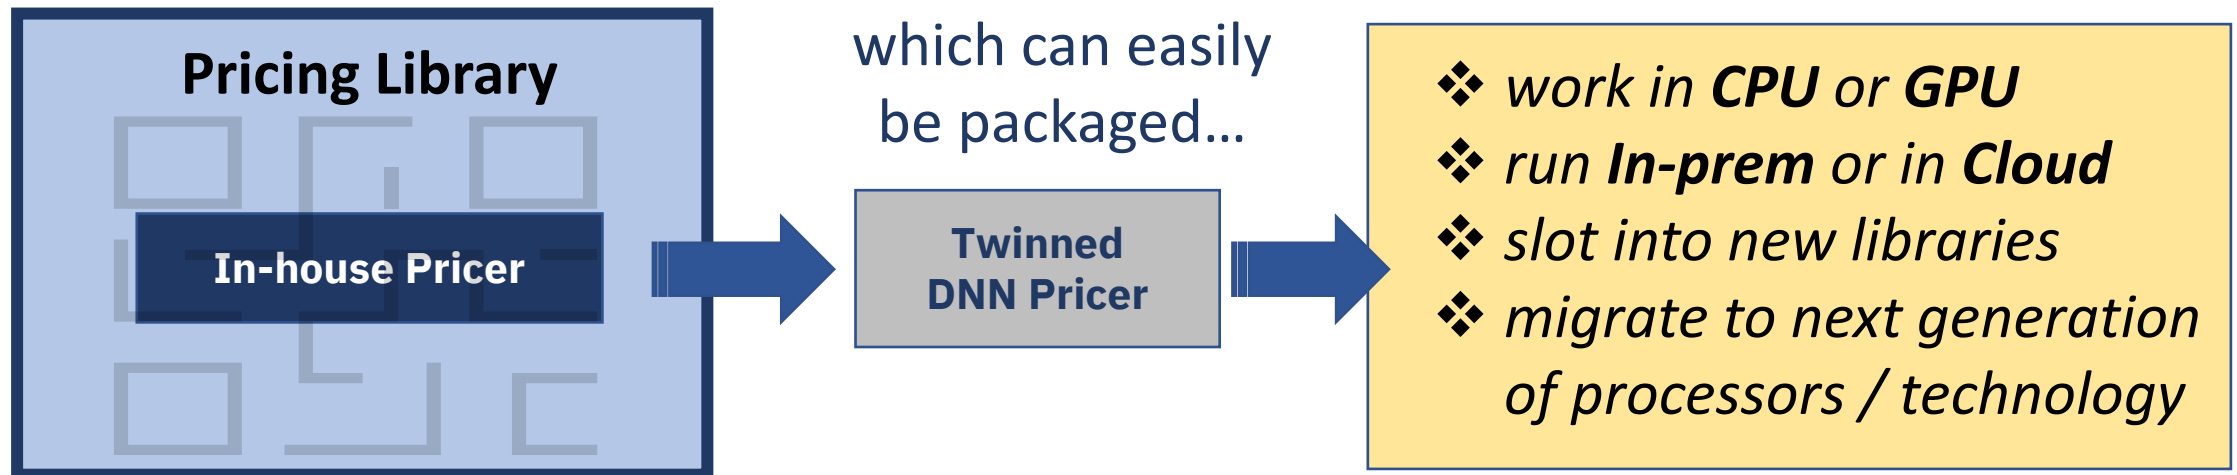 Pricing Library
In-house Pricer
which can easily
be packaged...
Twinned
DNN Pricer
❖ work in CPU or GPU
❖ run In-prem or in Cloud
❖ slot into new libraries
❖ migrate to next generation
of processors / technology